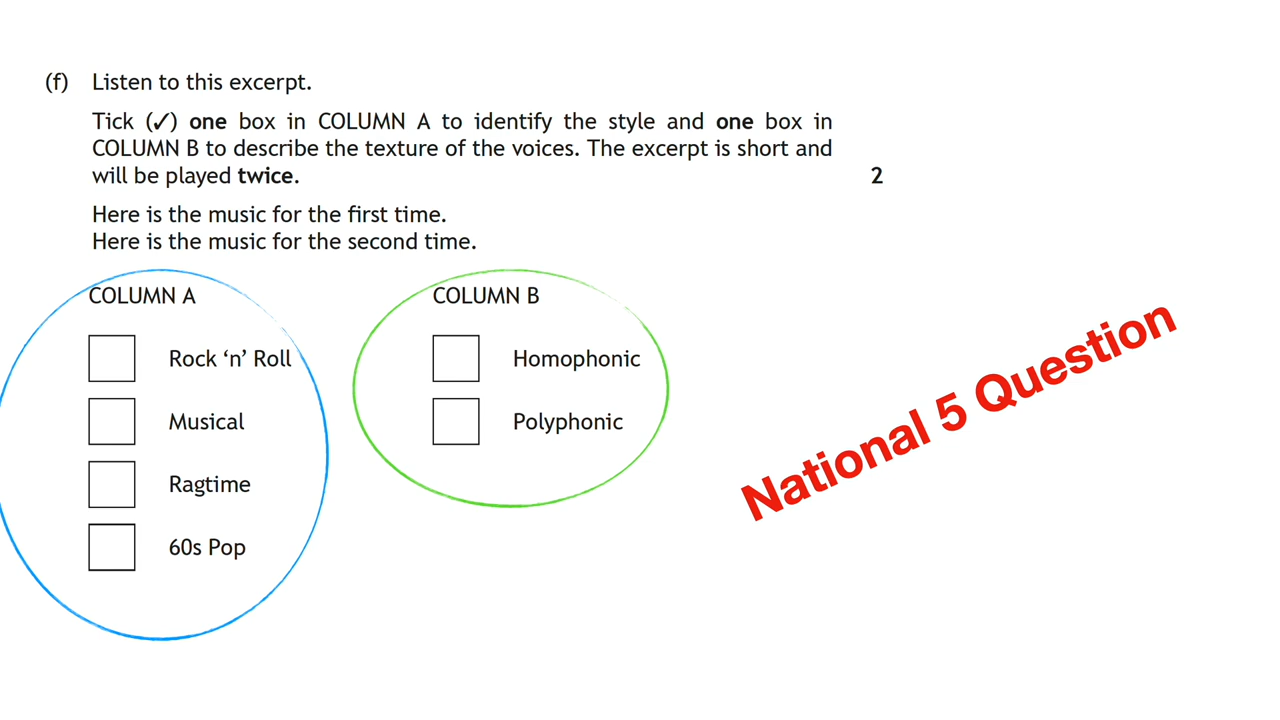 (f) Listen to this excerpt.
Tick (✓) one box in COLUMN A to identify the style and one box in
COLUMN B to describe the texture of the voices. The excerpt is short and
will be played twice. 2
Here is the music for the first time.
Here is the music for the second time.
COLUMN A
Rock ‘n’ Roll
Musical
Ragtime
60s Pop
COLUMN B
Homophonic
Polyphonic
National 5 Question